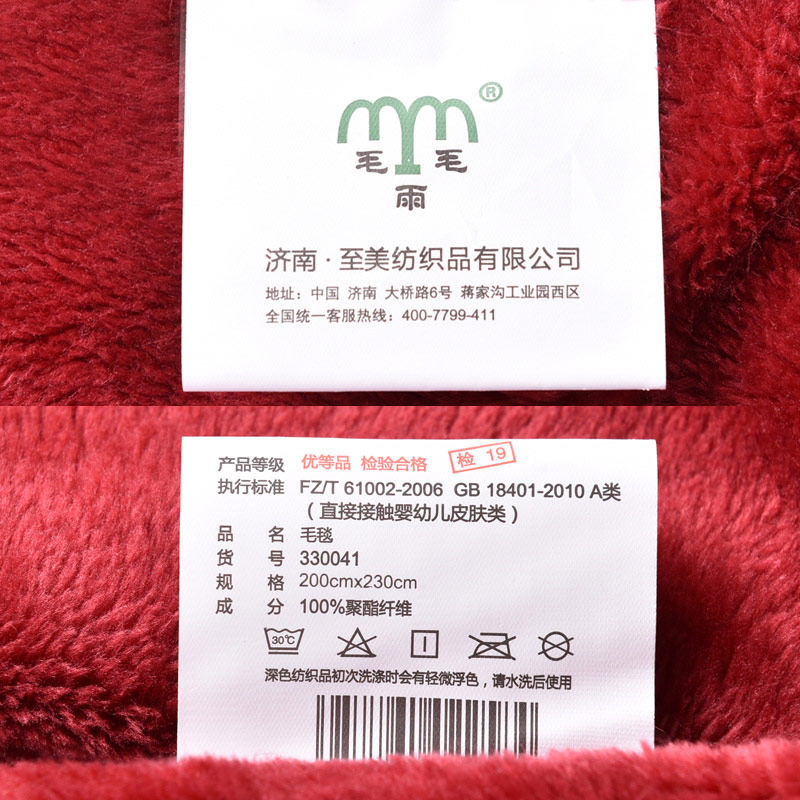 ®
毛毛
雨
济南·至美纺织品有限公司
地址：中国 济南 大桥路6号 蒋家沟工业园西区
全国统一客服热线：400-7799-411
产品等级 优等品 检验合格 检 19
执行标准 FZ/T 61002-2006 GB 18401-2010 A类
（直接接触婴幼儿皮肤类）
品 名 毛毯
货 号 330041
规 格 200cmx230cm
成 分 100%聚酯纤维
30℃
深色纺织品初次洗涤时会有轻微浮色，请水洗后使用